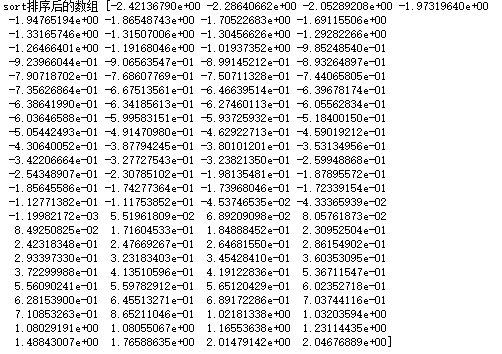 sort排序后的数组 [-2.42136790e+00 -2.28640662e+00 -2.05289208e+00 -1.97319640e+00
-1.94765194e+00 -1.86548743e+00 -1.70522683e+00 -1.69115506e+00
-1.33165746e+00 -1.31507006e+00 -1.30456626e+00 -1.29282266e+00
-1.26466401e+00 -1.19168046e+00 -1.01937352e+00 -9.85248540e-01
-9.23966044e-01 -9.06563547e-01 -8.99145212e-01 -8.93264897e-01
-7.90718702e-01 -7.68607769e-01 -7.50711328e-01 -7.44065805e-01
-7.35626864e-01 -6.67513561e-01 -6.46639514e-01 -6.39678174e-01
-6.38641990e-01 -6.34185613e-01 -6.27460113e-01 -6.05562834e-01
-6.03646588e-01 -5.99583151e-01 -5.93725932e-01 -5.18400150e-01
-5.05442493e-01 -4.91470980e-01 -4.62922713e-01 -4.59019212e-01
-4.30640052e-01 -3.87794245e-01 -3.80101201e-01 -3.53134956e-01
-3.42206664e-01 -3.27727543e-01 -3.23821350e-01 -2.59948868e-01
-2.54348907e-01 -2.30785102e-01 -1.98135481e-01 -1.87895572e-01
-1.85645586e-01 -1.74277364e-01 -1.73968046e-01 -1.72339154e-01
-1.12771382e-01 -1.11753852e-01 -4.53746535e-02 -4.33365939e-02
-1.19982172e-03 5.51961809e-02 6.89209098e-02 8.05761873e-02
8.49250825e-02 1.71604533e-01 1.84888452e-01 2.30952504e-01
2.42318348e-01 2.47669267e-01 2.64681550e-01 2.86154902e-01
2.93397330e-01 3.23183403e-01 3.45428410e-01 3.60353095e-01
3.72299988e-01 4.13510596e-01 4.19122836e-01 5.36711547e-01
5.56090241e-01 5.59782912e-01 5.65120429e-01 6.02352718e-01
6.28153900e-01 6.45513271e-01 6.89172286e-01 7.03744116e-01
7.10853263e-01 8.65211046e-01 1.02181338e+00 1.03203594e+00
1.08029191e+00 1.08055067e+00 1.16553638e+00 1.23114435e+00
1.48843007e+00 1.76588635e+00 2.01479142e+00 2.04676889e+00]